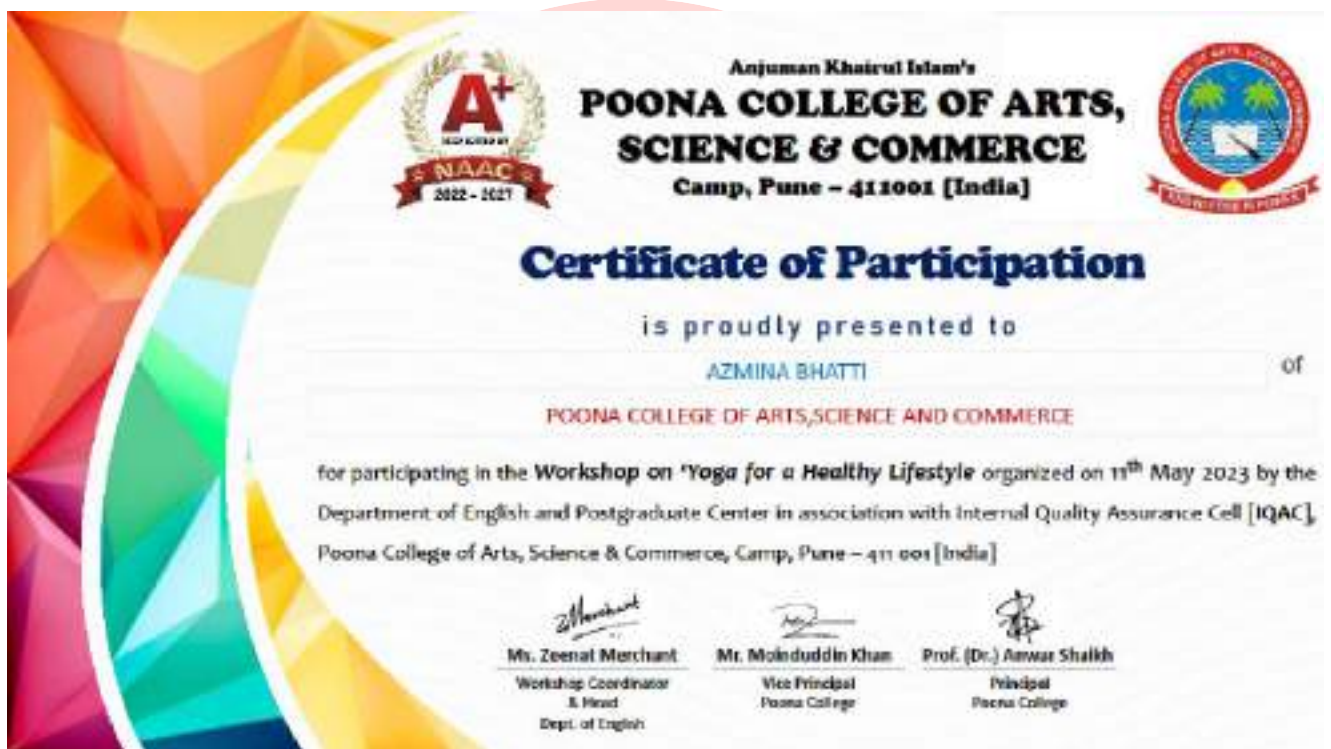 Anjuman Khairul Islam's
POONA COLLEGE OF ARTS,
SCIENCE & COMMERCE
Camp, Pune – 411001 [India]
A+
NAAC
2022 - 2027
Certificate of Participation
is proudly presented to
AZMINA BHATTI
of
POONA COLLEGE OF ARTS,SCIENCE AND COMMERCE
for participating in the Workshop on 'Yoga for a Healthy Lifestyle organized on 11th May 2023 by the
Department of English and Postgraduate Center in association with Internal Quality Assurance Cell [IQAC],
Poona College of Arts, Science & Commerce, Camp, Pune – 411 001 [India]
ZMerchant
Ms. Zeenat Merchant
Workshop Coordinator
& Head
Dept. of English
Mr. Moinduddin Khan
Vice Principal
Poona College
Prof. (Dr.) Anwar Shaikh
Principal
Poona College